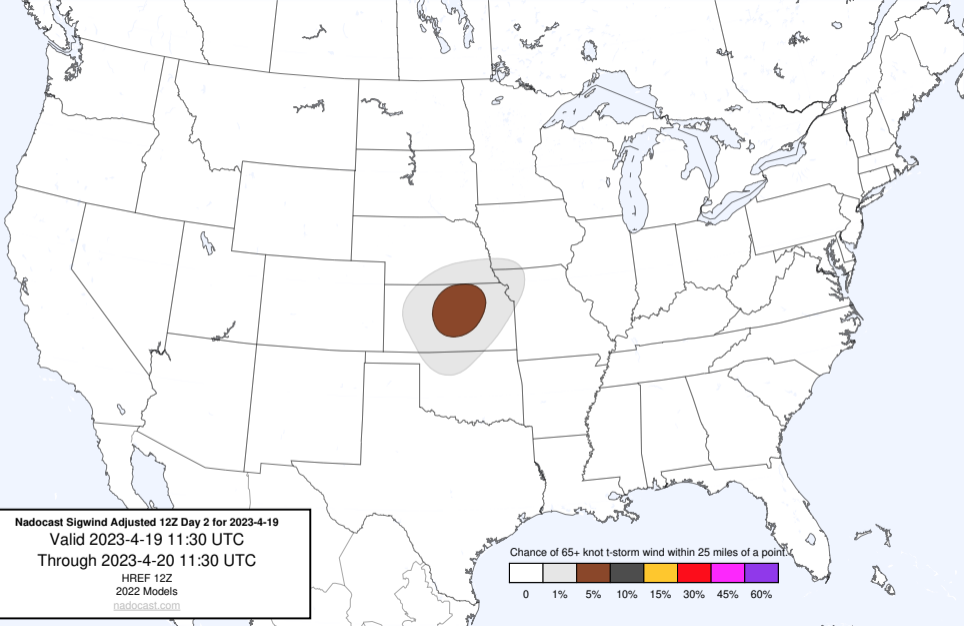 Nadocast Sigwind Adjusted 12Z Day 2 for 2023-4-19
Valid 2023-4-19 11:30 UTC
Through 2023-4-20 11:30 UTC
HREF 12Z
2022 Models
nadocast.com
Chance of 65+ knot t-storm wind within 25 miles of a point.
0 1% 5% 10% 15% 30% 45% 60%